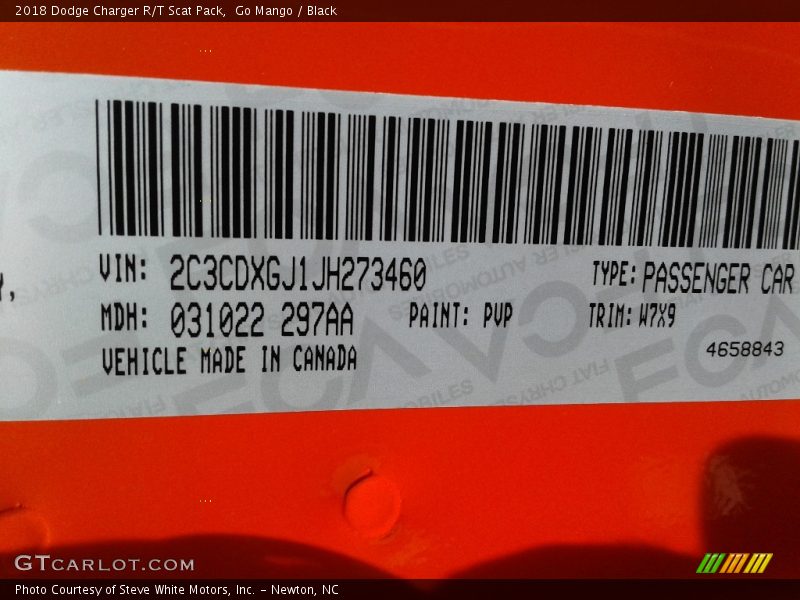 2018 Dodge Charger R/T Scat Pack, Go Mango / Black
VIN: 2C3CDXGJ1JH273460 TYPE: PASSENGER CAR
MDH: 031022 297AA PAINT: PVP TRIM: W7X9
VEHICLE MADE IN CANADA 4658843
GTCARLOT.COM
Photo Courtesy of Steve White Motors, Inc. - Newton, NC